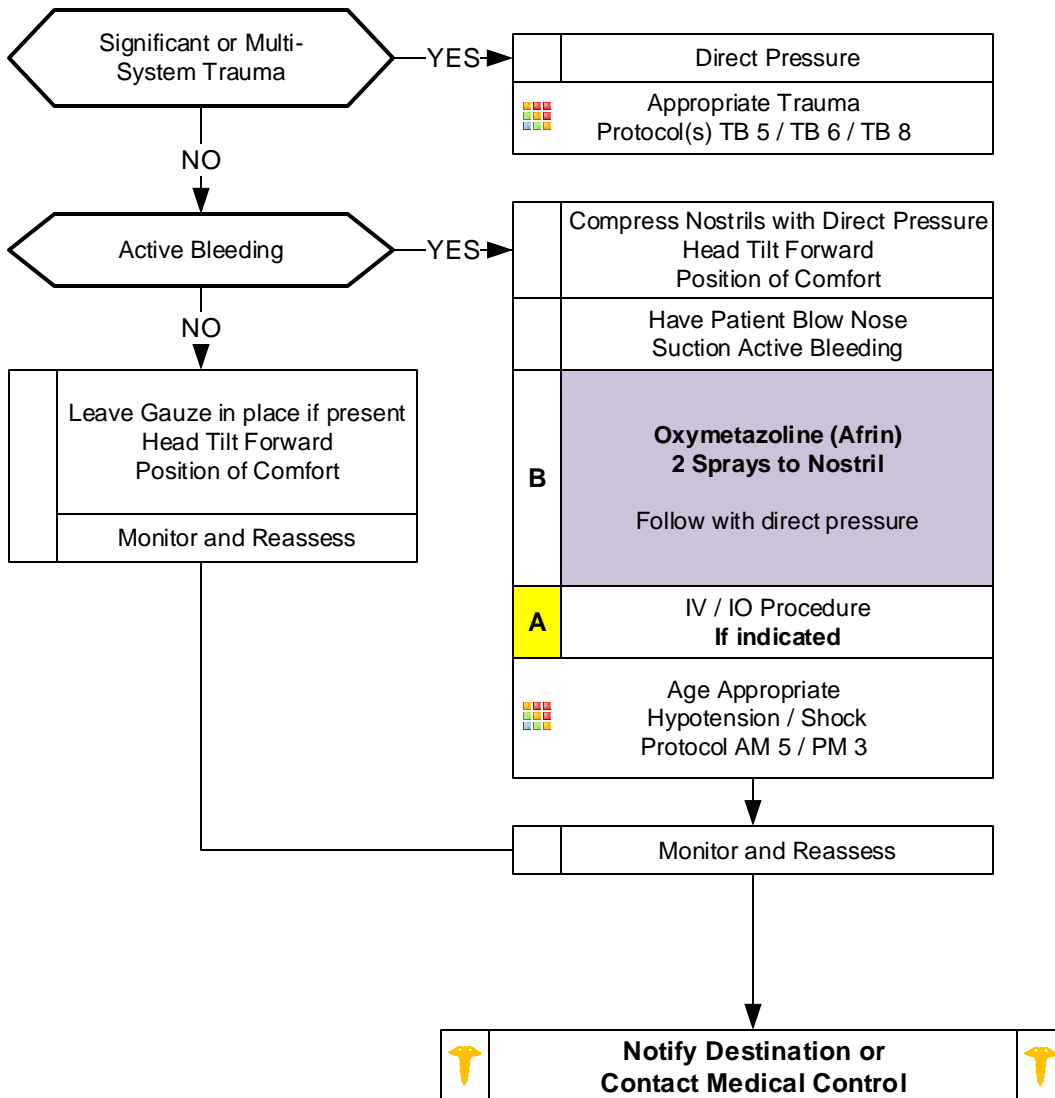 Significant or Multi-
System Trauma
YES
Direct Pressure
Appropriate Trauma
Protocol(s) TB 5 / TB 6 / TB 8
NO
Active Bleeding
YES
Compress Nostrils with Direct Pressure
Head Tilt Forward
Position of Comfort
Have Patient Blow Nose
Suction Active Bleeding
NO
Leave Gauze in place if present
Head Tilt Forward
Position of Comfort
Monitor and Reassess
B
Oxymetazoline (Afrin)
2 Sprays to Nostril
Follow with direct pressure
A
IV / IO Procedure
If indicated
Age Appropriate
Hypotension / Shock
Protocol AM 5 / PM 3
Monitor and Reassess
Notify Destination or
Contact Medical Control